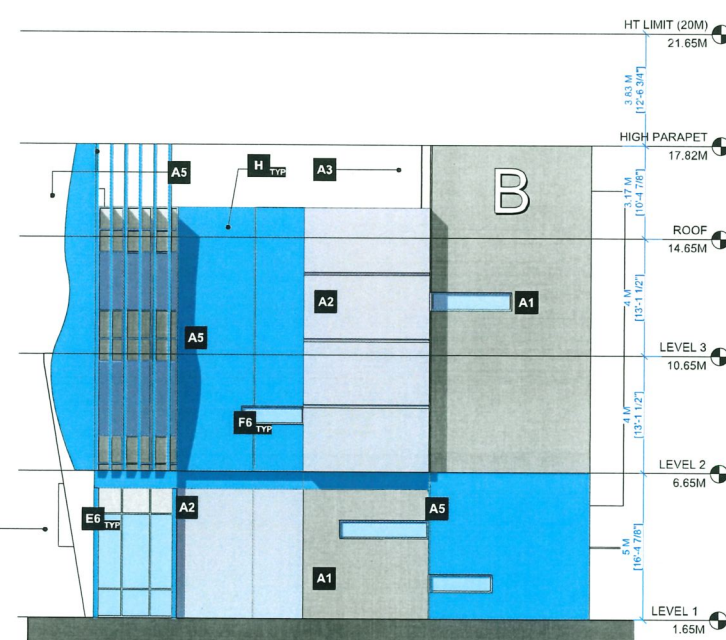 HT LIMIT (20M)
21.65M
3.83 M
[12'-6 3/4"]
HIGH PARAPET
17.82M
A5
H
TYP
A3
B
3.17 M
[10'-4 7/8"]
ROOF
14.65M
A2
A1
4 M
[13'-1 1/2"]
A5
LEVEL 3
10.65M
F6
TYP
4 M
[13'-1 1/2"]
LEVEL 2
6.65M
E6
TYP
A2
A5
5 M
[16'-4 7/8"]
A1
LEVEL 1
1.65M